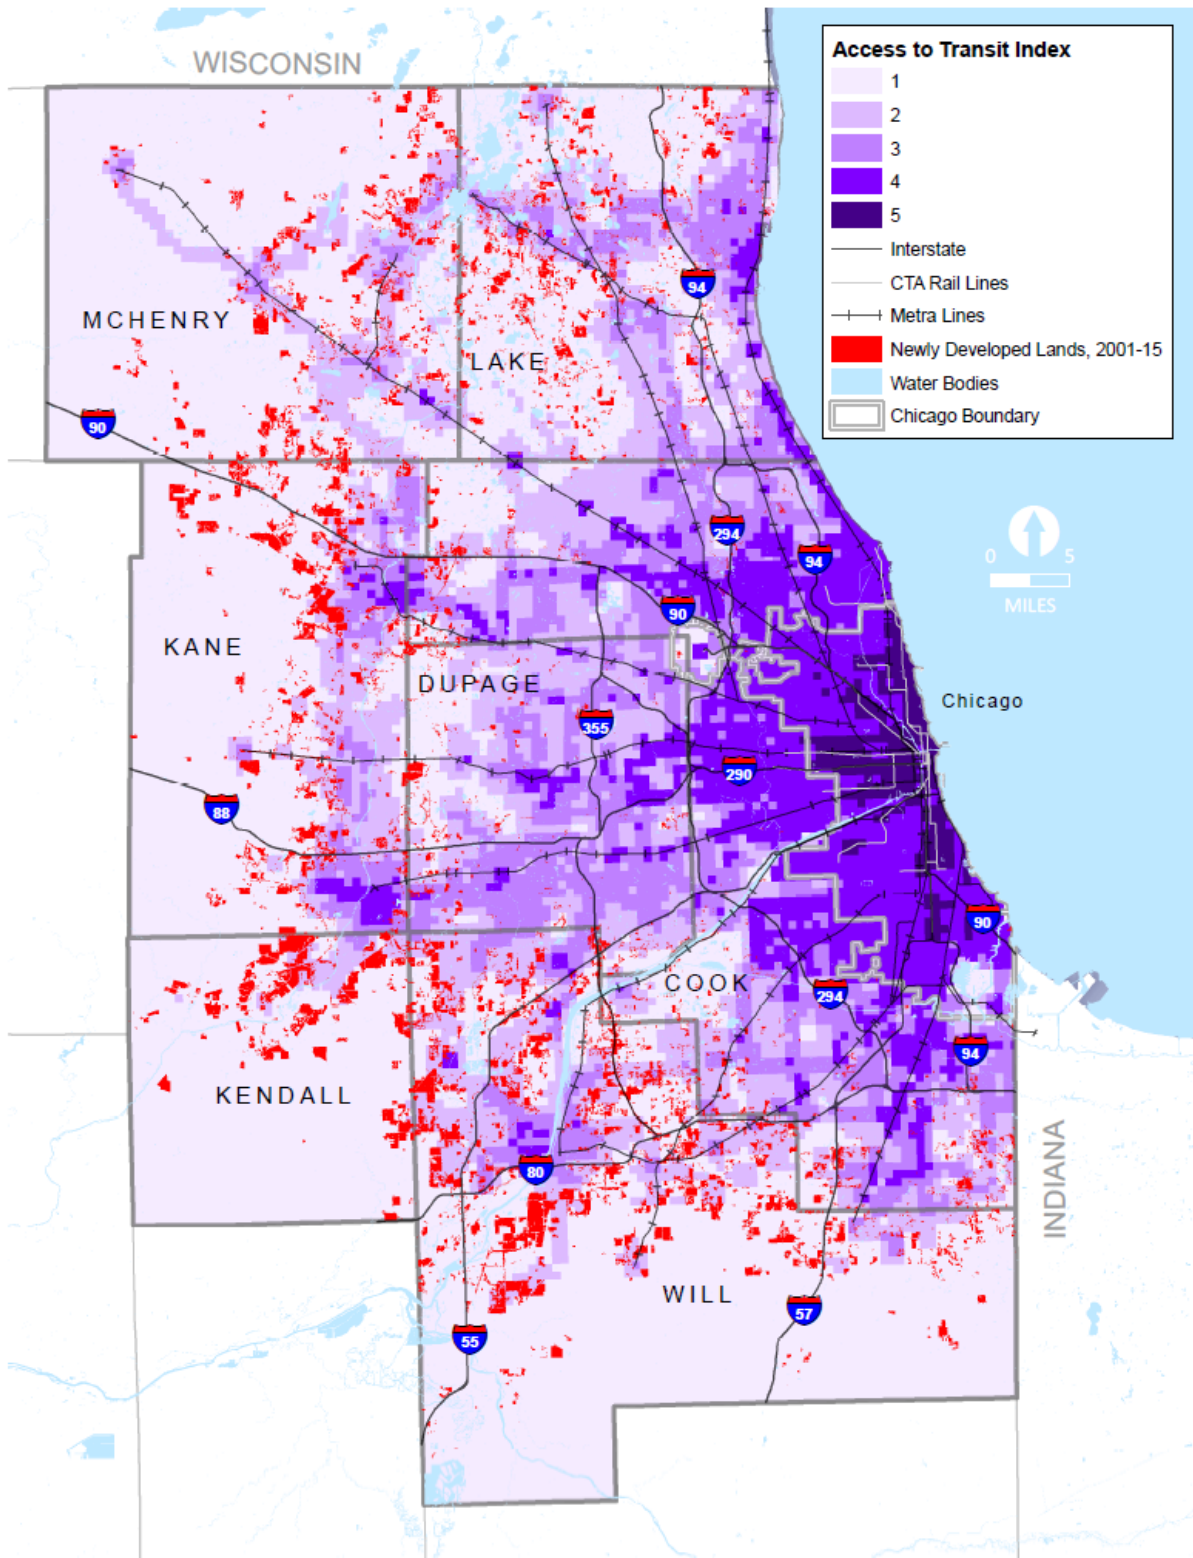 WISCONSIN
Access to Transit Index
1
2
3
4
5
Interstate
CTA Rail Lines
Metra Lines
Newly Developed Lands, 2001-15
Water Bodies
Chicago Boundary
94
MCHENRY
LAKE
90
294
94
0 5
MILES
90
KANE
DUPAGE
Chicago
355
290
88
90
COOK
294
94
KENDALL
INDIANA
80
WILL
57
55